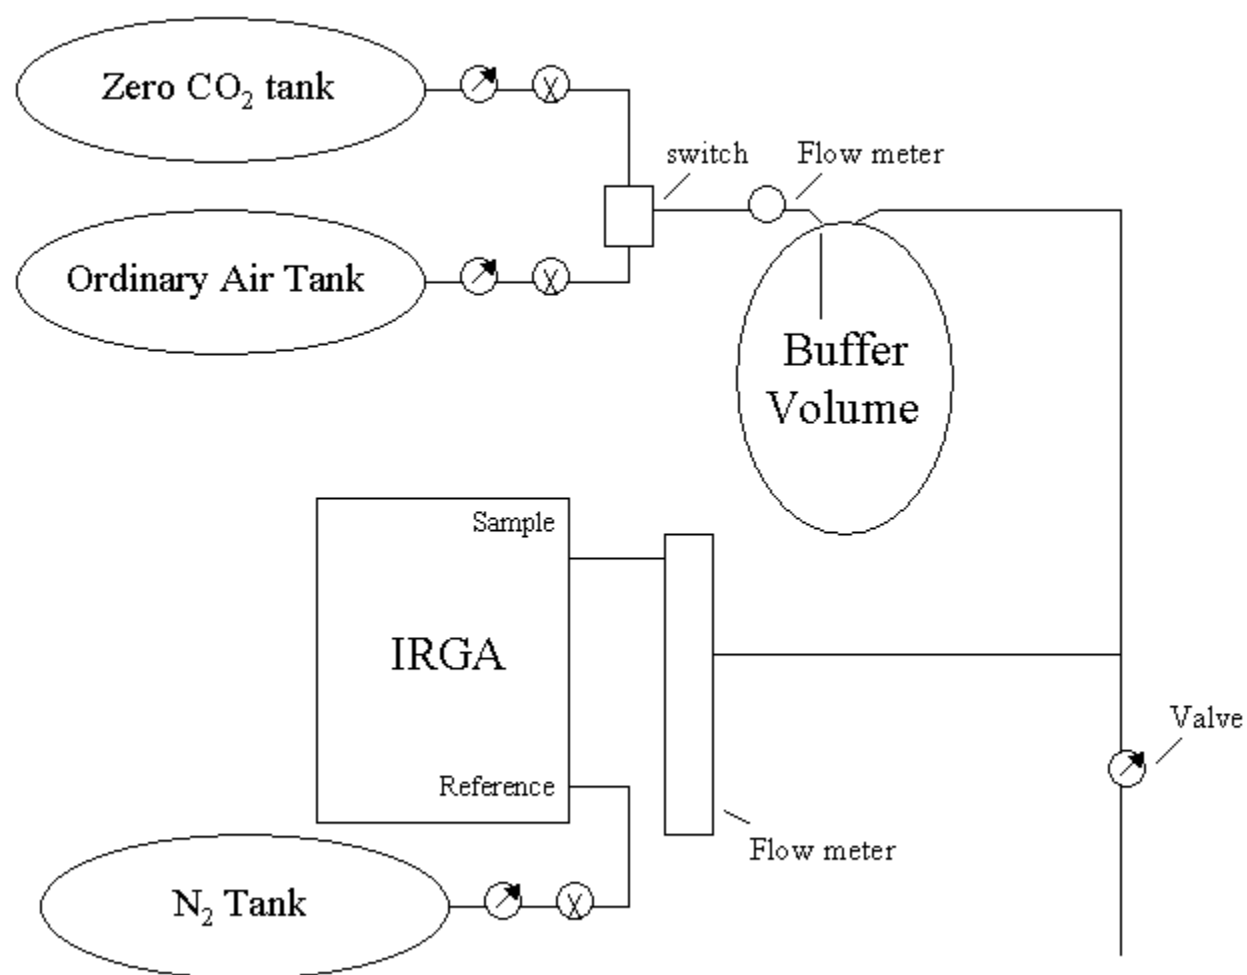 Zero CO₂ tank
switch
Flow meter
Ordinary Air Tank
Buffer
Volume
Sample
IRGA
Valve
Reference
Flow meter
N₂ Tank